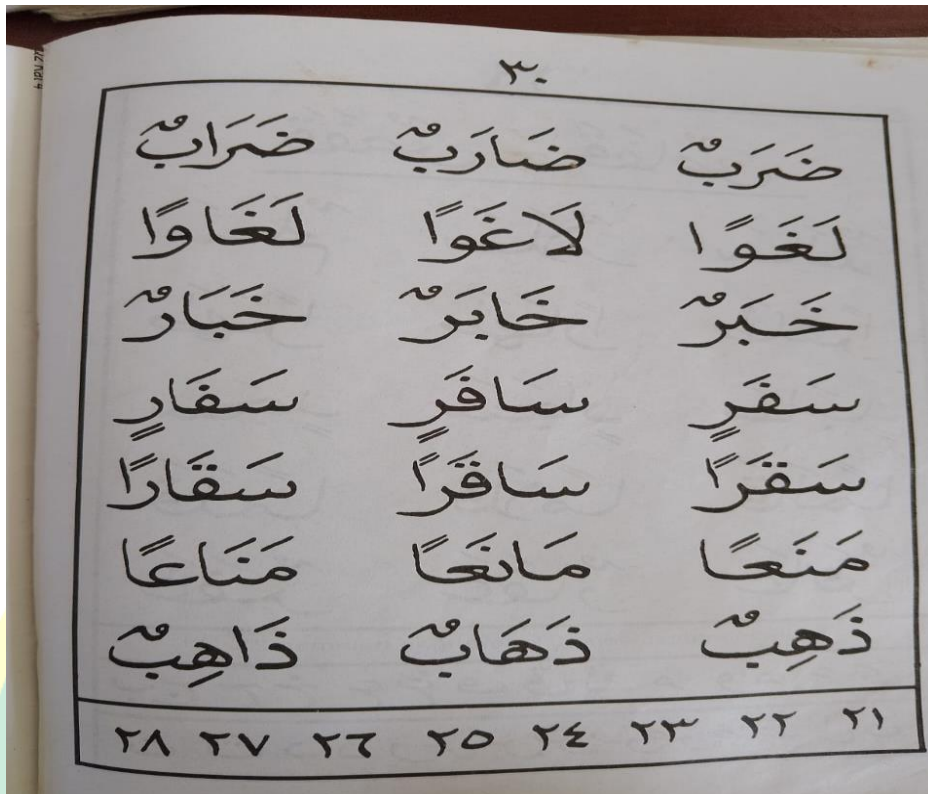 ٣٠
ضَرَبٌ ضَارَبٌ ضَرَابٌ
لَغَوًا لَاغَوًا لَغَاوًا
خَبَرٌ خَابَرٌ خَبَارٌ
سَفَرٍ سَافَرٍ سَفَارٍ
سَقَرًا سَاقَرًا سَقَارًا
مَنَعًا مَانَعًا مَنَاعًا
ذَهِبٌ ذَهَابٌ ذَاهِبٌ
٢١ ٢٢ ٢٣ ٢٤ ٢٥ ٢٦ ٢٧ ٢٨